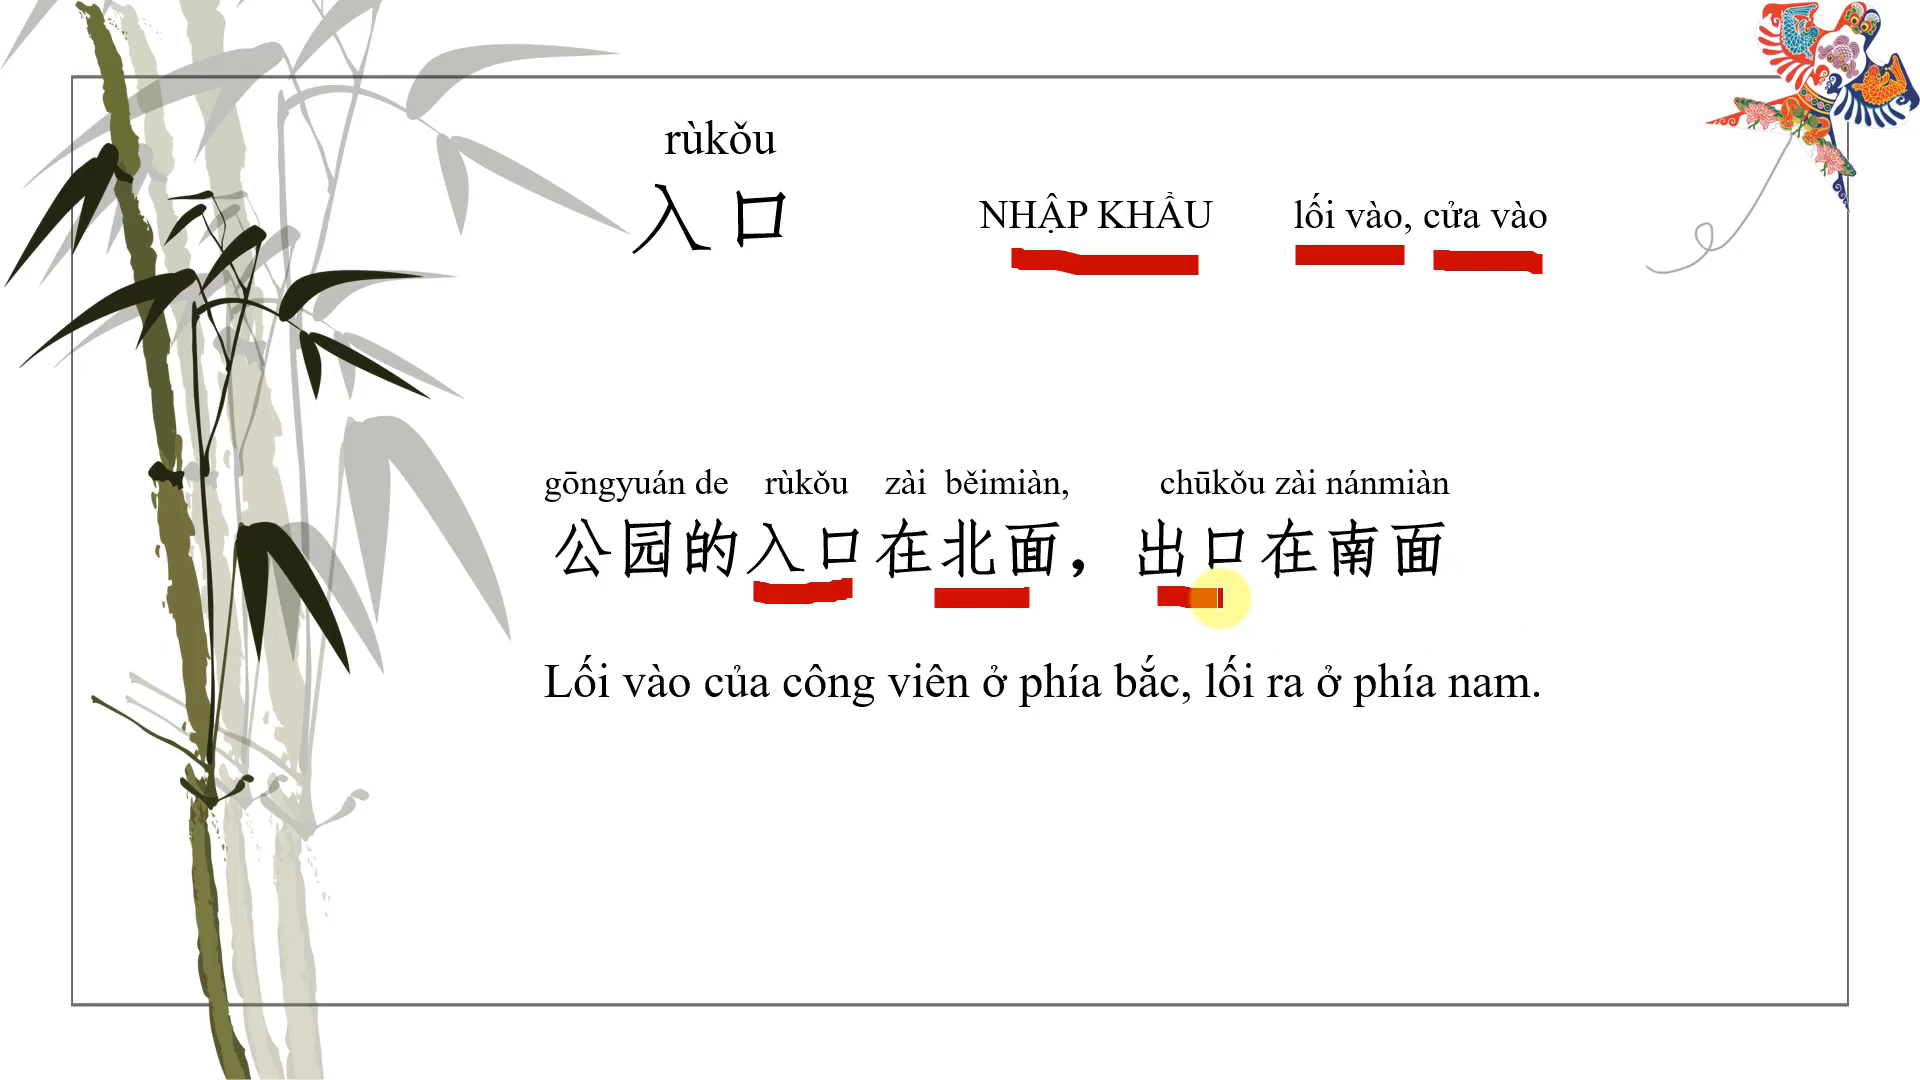 rùkǒu
入口 NHẬP KHẨU lối vào, cửa vào
gōngyuán de rùkǒu zài běimiàn, chūkǒu zài nánmiàn
公园的入口在北面，出口在南面
Lối vào của công viên ở phía bắc, lối ra ở phía nam.